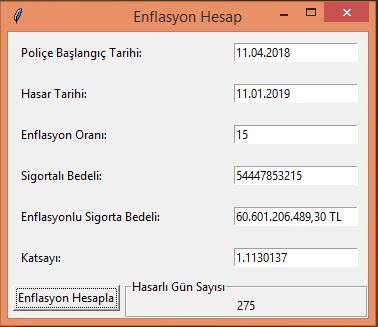 Enflasyon Hesap
Poliçe Başlangıç Tarihi: 11.04.2018
Hasar Tarihi: 11.01.2019
Enflasyon Oranı: 15
Sigortalı Bedeli: 54447853215
Enflasyonlu Sigorta Bedeli: 60.601.206.489,30 TL
Katsayı: 1.1130137
Enflasyon Hesapla
Hasarlı Gün Sayısı
275